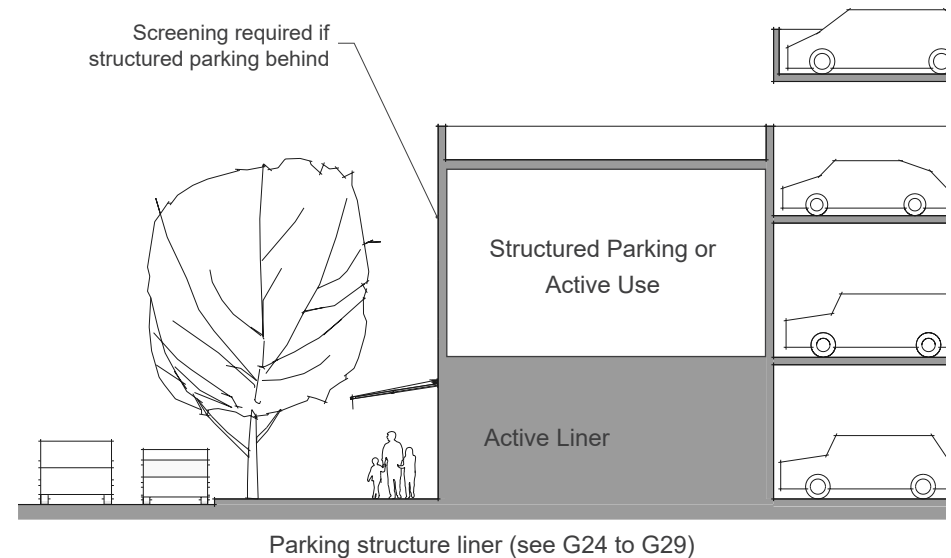 Screening required if
structured parking behind
Structured Parking or
Active Use
Active Liner
Parking structure liner (see G24 to G29)